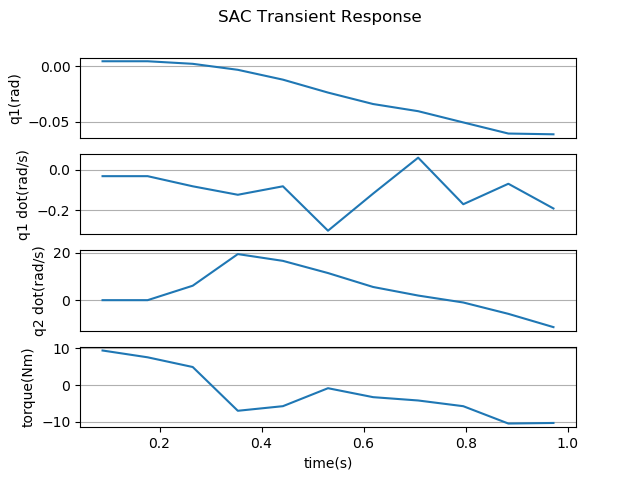 SAC Transient Response
0.00
−0.05
q1(rad)
0.0
−0.2
q1 dot(rad/s)
20
0
q2 dot(rad/s)
10
0
−10
torque(Nm)
0.2 0.4 0.6 0.8 1.0
time(s)